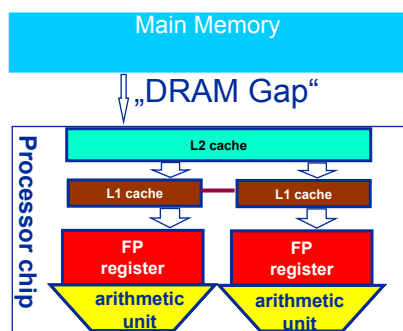 Main Memory
„DRAM Gap“
Processor chip
L2 cache
L1 cache
L1 cache
FP
register
FP
register
arithmetic
unit
arithmetic
unit